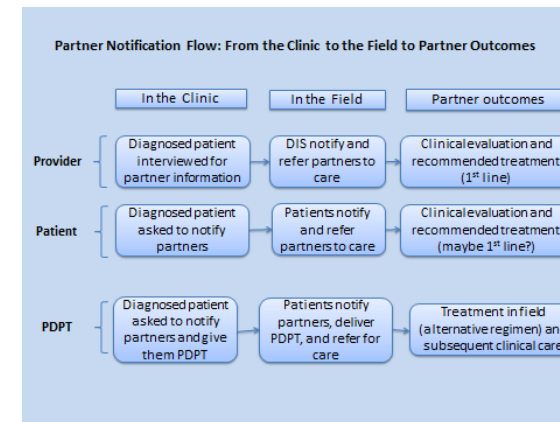 Partner Notification Flow: From the Clinic to the Field to Partner Outcomes
In the Clinic
In the Field
Partner outcomes
Provider
Diagnosed patient
interviewed for
partner information
DIS notify and
refer partners to
care
Clinical evaluation and
recommended treatment
(1st line)
Patient
Diagnosed patient
asked to notify
partners
Patients notify
and refer
partners to care
Clinical evaluation and
recommended treatment
(maybe 1st line?)
PDPT
Diagnosed patient
asked to notify
partners and give
them PDPT
Patients notify
partners, deliver
PDPT, and refer for
care
Treatment in field
(alternative regimen) an
subsequent clinical care